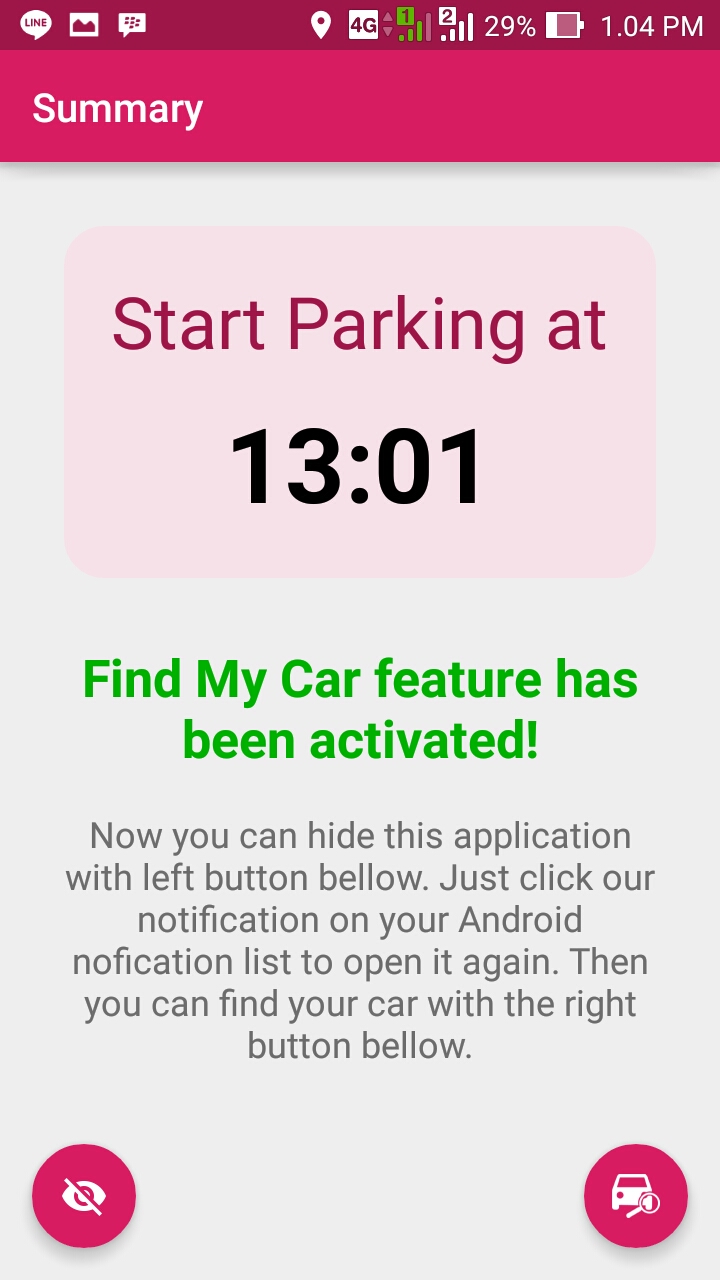 LINE 4G 1 2 29% 1.04 PM
Summary
Start Parking at
13:01
Find My Car feature has
been activated!
Now you can hide this application
with left button bellow. Just click our
notification on your Android
nofication list to open it again. Then
you can find your car with the right
button bellow.